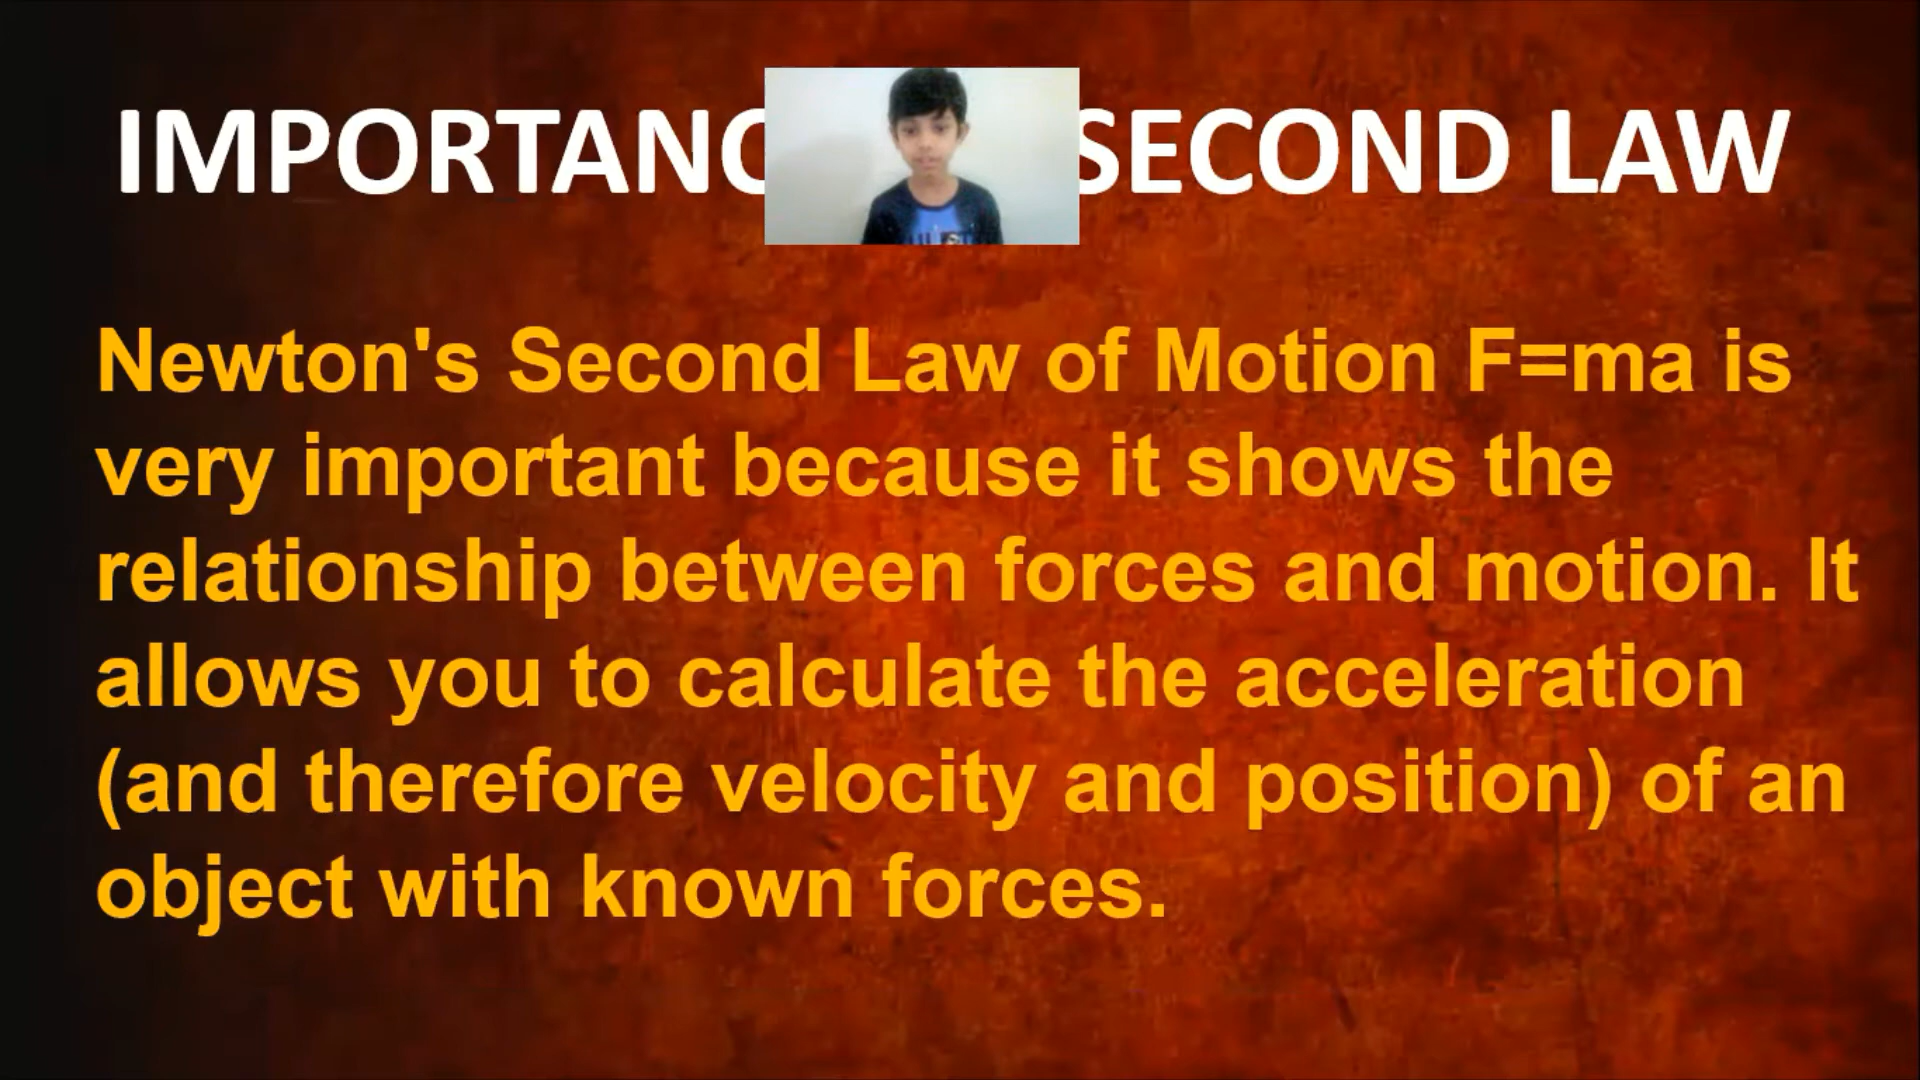 IMPORTANC SECOND LAW
Newton's Second Law of Motion F=ma is
very important because it shows the
relationship between forces and motion. It
allows you to calculate the acceleration
(and therefore velocity and position) of an
object with known forces.